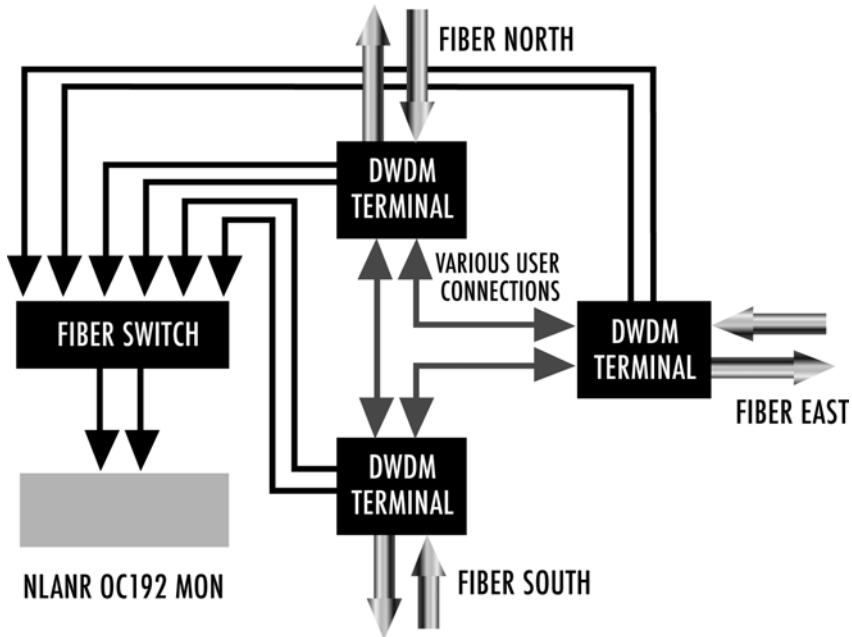 FIBER NORTH
DWDM
TERMINAL
VARIOUS USER
CONNECTIONS
FIBER SWITCH
DWDM
TERMINAL
FIBER EAST
DWDM
TERMINAL
NLANR OC192 MON
FIBER SOUTH